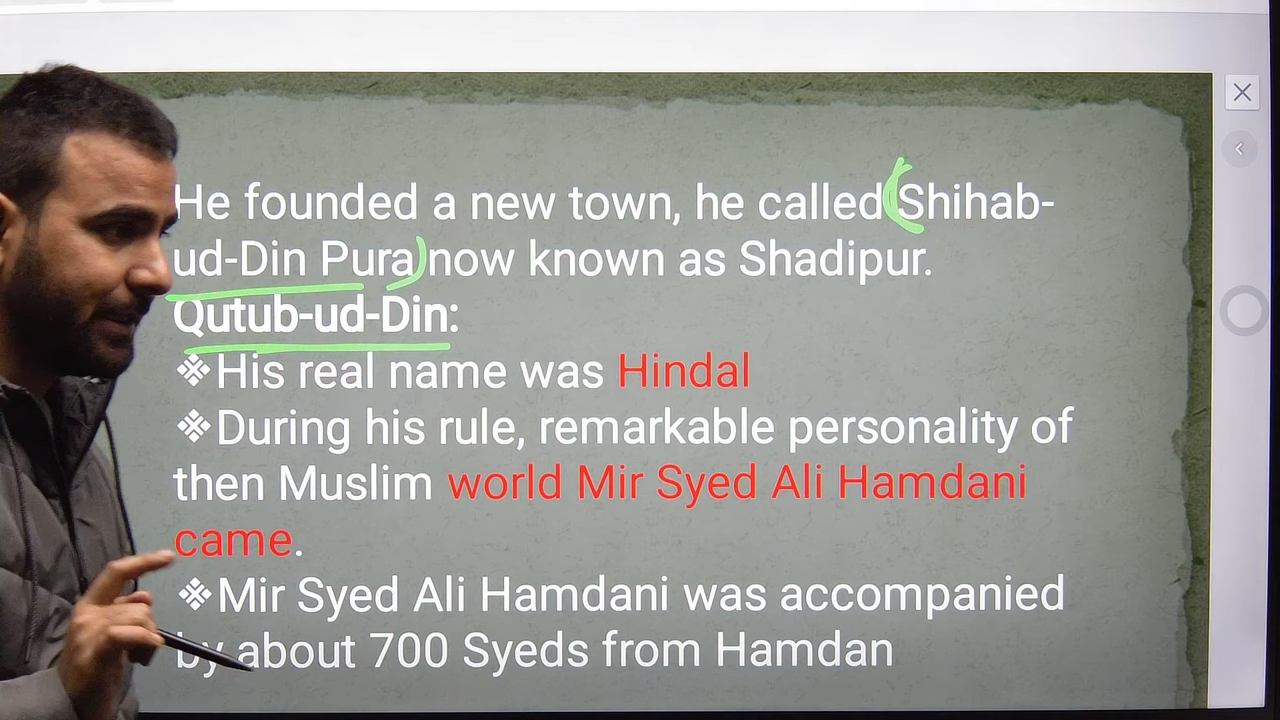 He founded a new town, he called Shihab-
ud-Din Pura now known as Shadipur.
Qutub-ud-Din:
❖His real name was Hindal
❖During his rule, remarkable personality of
then Muslim world Mir Syed Ali Hamdani
came.
❖Mir Syed Ali Hamdani was accompanied
by about 700 Syeds from Hamdan